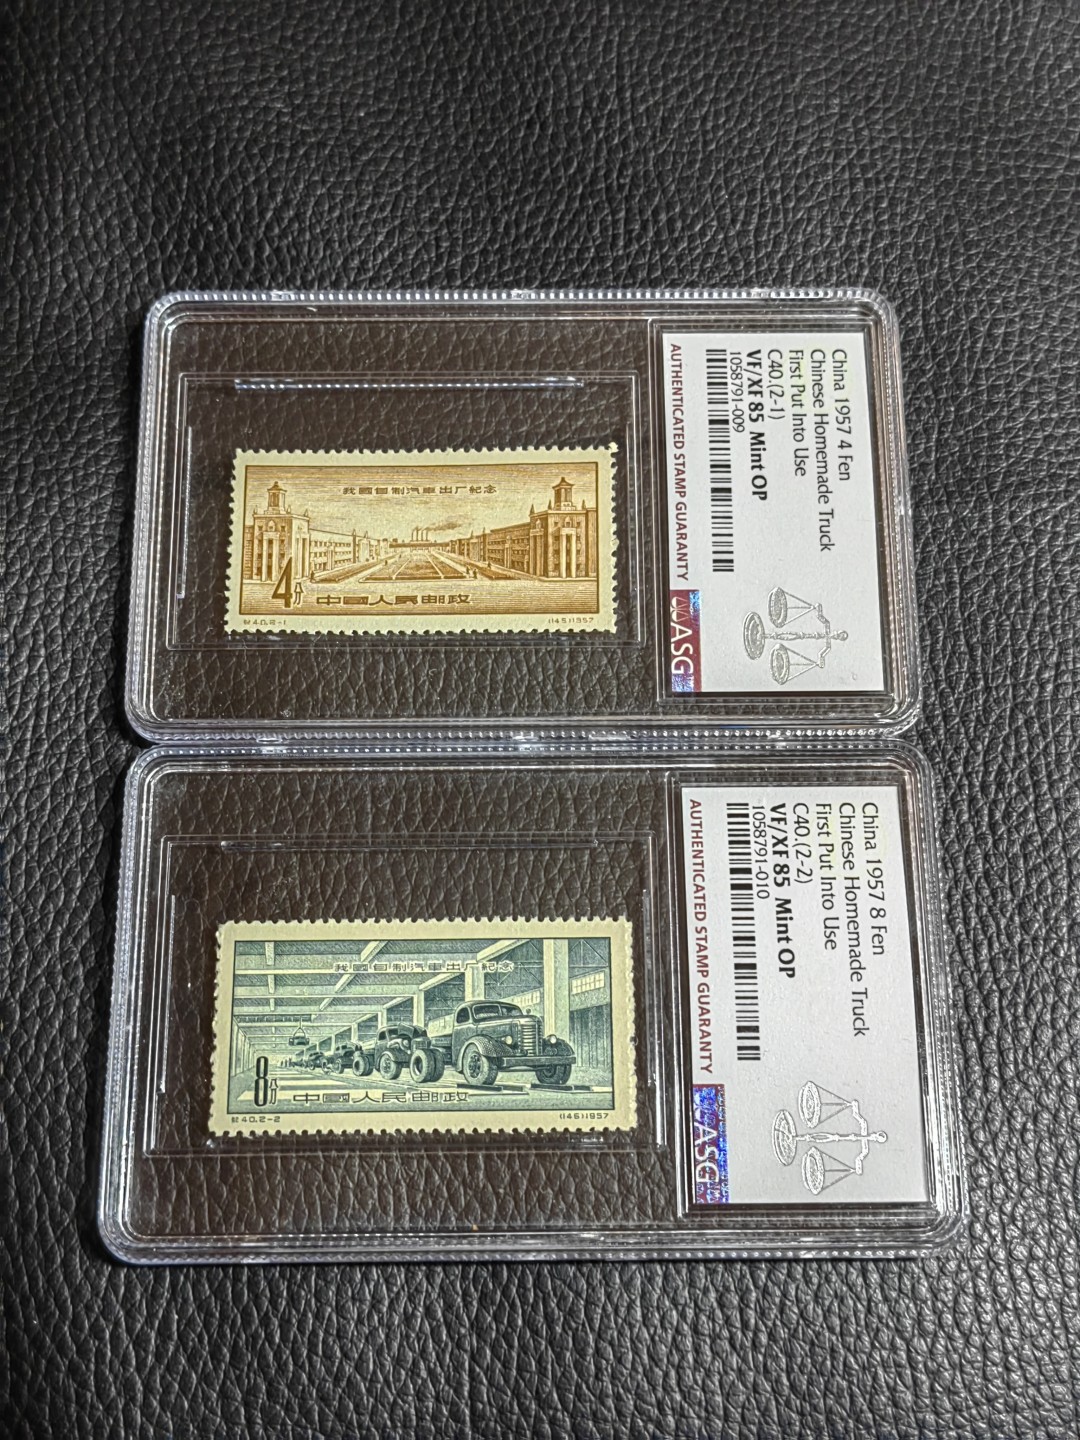 我國自制汽車出厂紀念
4分
中國人民邮政
紀40.2-1
(145)1957
China 1957 4 Fen
Chinese Homemade Truck
First Put Into Use
C40.(2-1)
VF/XF 85 Mint OP
1058791-009
AUTHENTICATED STAMP GUARANTY
ASG
我國自制汽車出厂紀念
8分
中國人民邮政
紀40.2-2
(146)1957
China 1957 8 Fen
Chinese Homemade Truck
First Put Into Use
C40.(2-2)
VF/XF 85 Mint OP
1058791-010
AUTHENTICATED STAMP GUARANTY
ASG